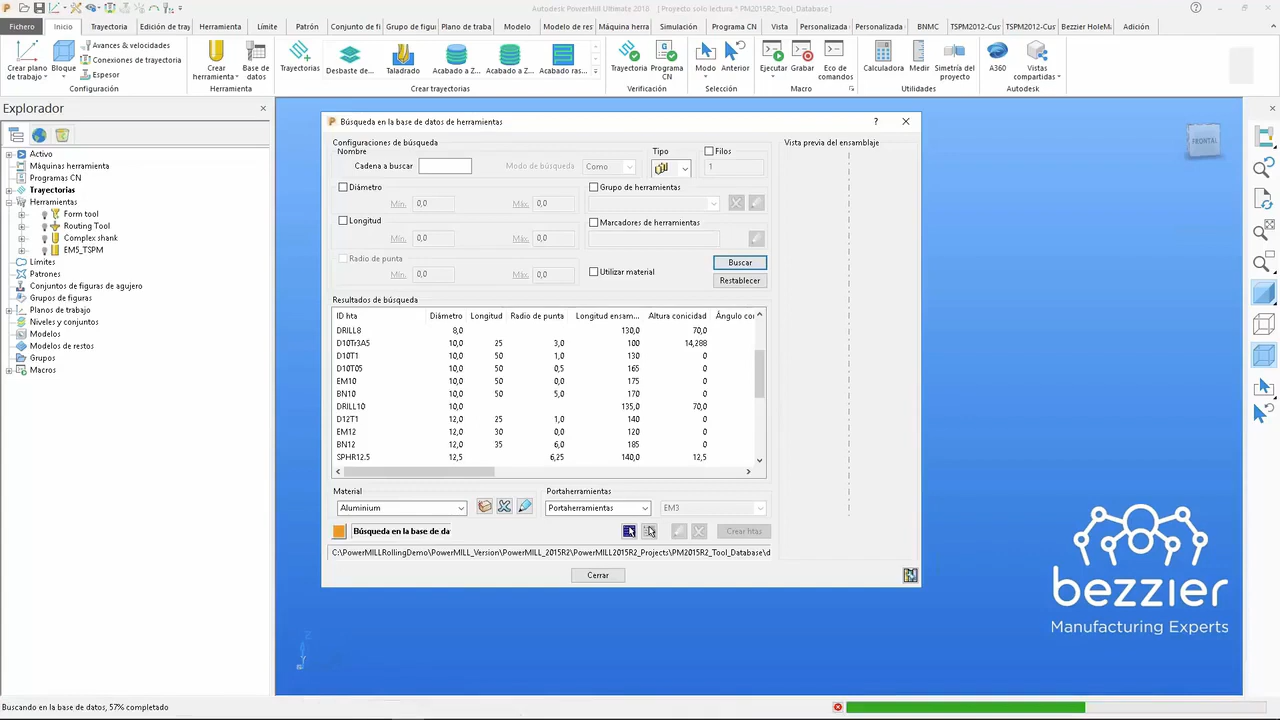 Autodesk PowerMill Ultimate 2018 [ Proyecto solo lectura * PM2015R2_Tool_Database ]
Fichero Inicio Trayectoria Edición de tray Herramienta Límite Patrón Conjunto de fi Grupo de figur Plano de traba Modelo Modelo de res Máquina herra Simulación Programa CN Vista Personalizada Personalizada BNMC TSPM2012-Cus TSPM2012-Cus Bezzier HoleM Adición
Crear plano de trabajo
Bloque
Avances & velocidades
Conexiones de trayectoria
Espesor
Configuración
Crear herramienta
Base de datos
Herramienta
Trayectorias
Desbaste de...
Taladrado
Acabado a Z...
Acabado a Z...
Acabado ras...
Crear trayectorias
Trayectoria
Programa CN
Verificación
Modo
Anterior
Selección
Ejecutar
Grabar
Eco de comandos
Macro
Calculadora
Medir
Simetría del proyecto
Utilidades
A360
Vistas compartidas
Autodesk
Explorador
Activo
Máquinas herramienta
Programas CN
Trayectorias
Herramientas
Form tool
Routing Tool
Complex shank
EM5_TSPM
Límites
Patrones
Conjuntos de figuras de agujero
Grupos de figuras
Planos de trabajo
Niveles y conjuntos
Modelos
Modelos de restos
Grupos
Macros
Búsqueda en la base de datos de herramientas
?
Configuraciones de búsqueda
Nombre
Cadena a buscar
Modo de búsqueda Como
Tipo
Filos
1
Diámetro
Mín. 0,0 Máx. 0,0
Longitud
Mín. 0,0 Máx. 0,0
Radio de punta
Mín. 0,0 Máx. 0,0
Grupo de herramientas
Marcadores de herramientas
Utilizar material
Buscar
Restablecer
Vista previa del ensamblaje
Resultados de búsqueda
ID hta Diámetro Longitud Radio de punta Longitud ensam... Altura conicidad Ángulo cor
DRILL8 8,0 130,0 70,0
D10Tr3A5 10,0 25 3,0 100 14,288
D10T1 10,0 50 1,0 130 0
D10T05 10,0 50 0,5 165 0
EM10 10,0 50 0,0 175 0
BN10 10,0 50 5,0 170 0
DRILL10 10,0 135,0 70,0
D12T1 12,0 25 1,0 140 0
EM12 12,0 30 0,0 120 0
BN12 12,0 35 6,0 185 0
SPHR12.5 12,5 6,25 140,0 12,5
Material
Aluminium
Portaherramientas
Portaherramientas EM3
Búsqueda en la base de da
Crear htas
C:\PowerMILLRollingDemo\PowerMILL_Version\PowerMILL_2015R2\PowerMILL2015R2_Projects\PM2015R2_Tool_Database\d
Cerrar
FRONTAL
bezzier
Manufacturing Experts
Z
Y
Buscando en la base de datos, 57% completado